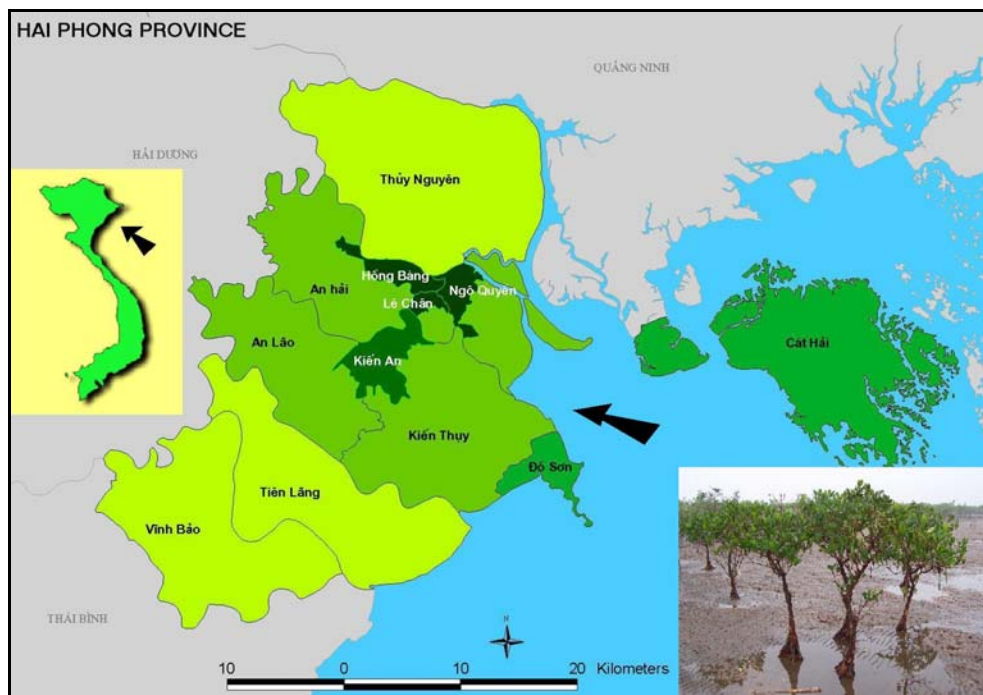 HAI PHONG PROVINCE
QUẢNG NINH
HẢI DƯƠNG
Thủy Nguyên
Hồng Bàng
An hải
Ngô Quyền
Lê Chân
An Lão
Kiến An
Cát Hải
Kiến Thụy
Đồ Sơn
Tiên Lãng
Vĩnh Bảo
THÁI BÌNH
N
10 0 10 20 Kilometers